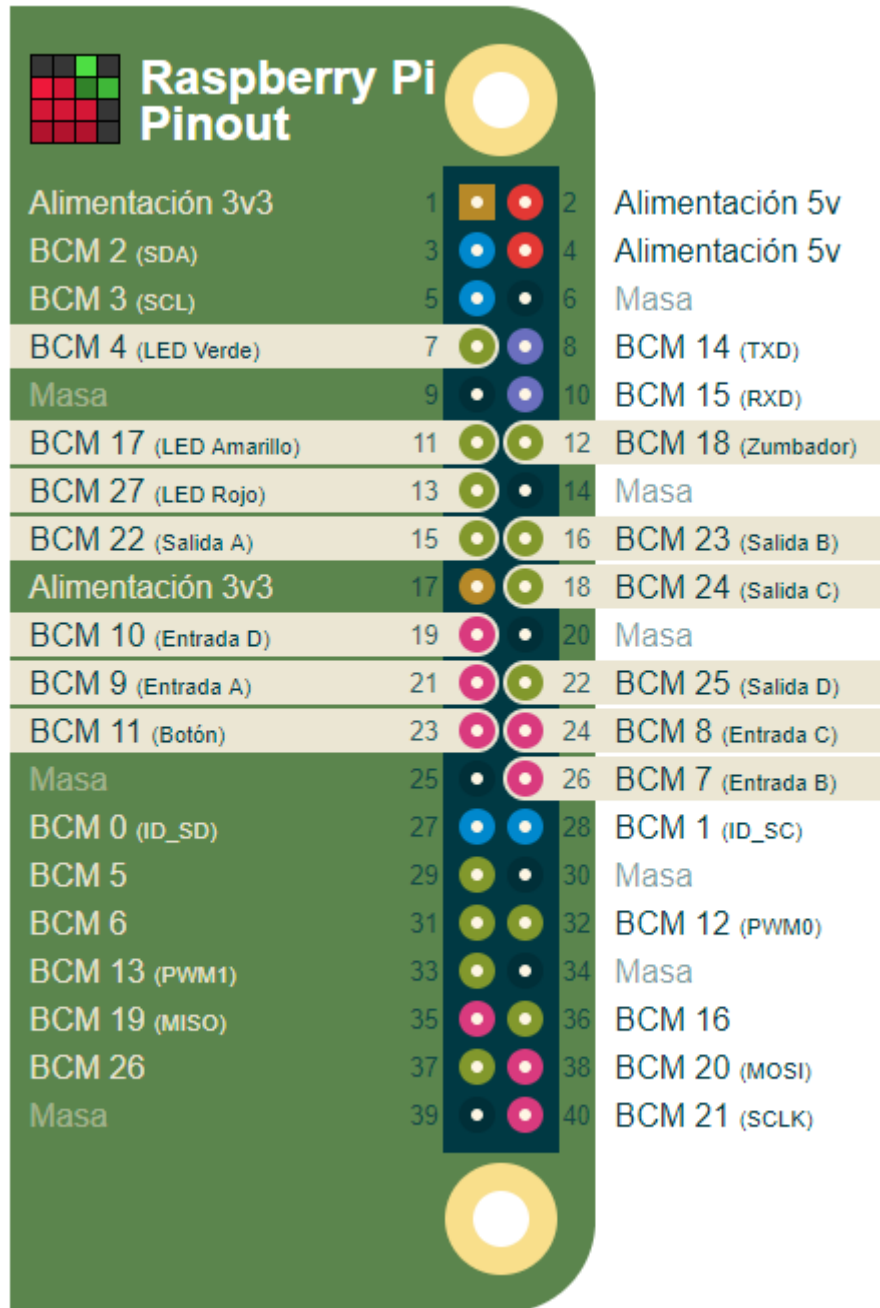 Raspberry Pi
Pinout
Alimentación 3v3 1 2 Alimentación 5v
BCM 2 (SDA) 3 4 Alimentación 5v
BCM 3 (SCL) 5 6 Masa
BCM 4 (LED Verde) 7 8 BCM 14 (TXD)
Masa 9 10 BCM 15 (RXD)
BCM 17 (LED Amarillo) 11 12 BCM 18 (Zumbador)
BCM 27 (LED Rojo) 13 14 Masa
BCM 22 (Salida A) 15 16 BCM 23 (Salida B)
Alimentación 3v3 17 18 BCM 24 (Salida C)
BCM 10 (Entrada D) 19 20 Masa
BCM 9 (Entrada A) 21 22 BCM 25 (Salida D)
BCM 11 (Botón) 23 24 BCM 8 (Entrada C)
Masa 25 26 BCM 7 (Entrada B)
BCM 0 (ID_SD) 27 28 BCM 1 (ID_SC)
BCM 5 29 30 Masa
BCM 6 31 32 BCM 12 (PWM0)
BCM 13 (PWM1) 33 34 Masa
BCM 19 (MISO) 35 36 BCM 16
BCM 26 37 38 BCM 20 (MOSI)
Masa 39 40 BCM 21 (SCLK)